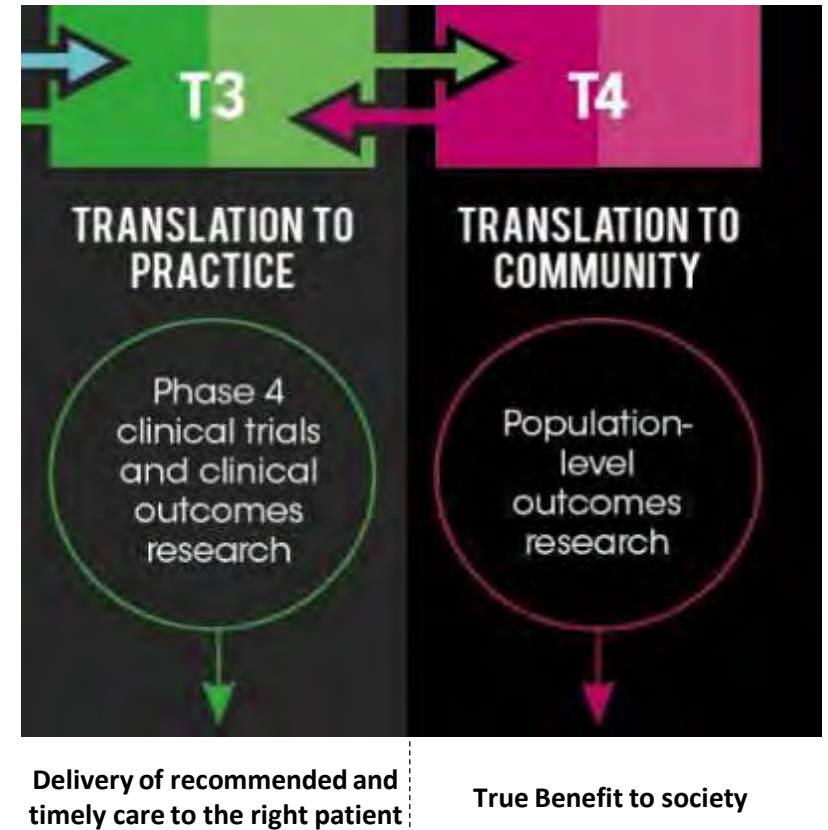 T3
TRANSLATION TO
PRACTICE
Phase 4
clinical trials
and clinical
outcomes
research
Delivery of recommended and
timely care to the right patient
T4
TRANSLATION TO
COMMUNITY
Population-
level
outcomes
research
True Benefit to society